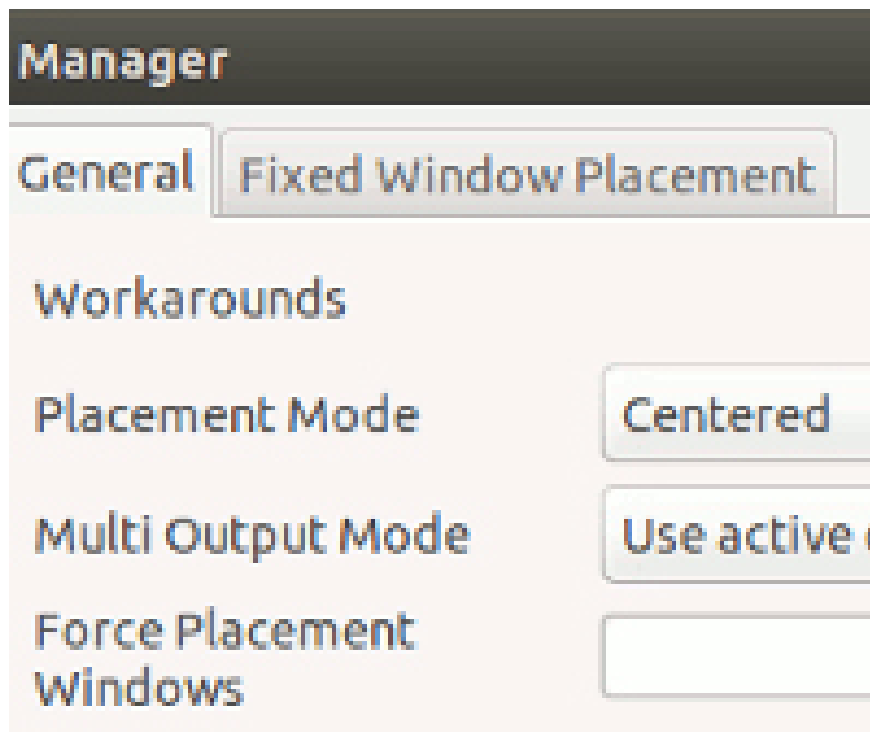 Manager
General Fixed Window Placement
Workarounds
Placement Mode Centered
Multi Output Mode Use active
Force Placement
Windows